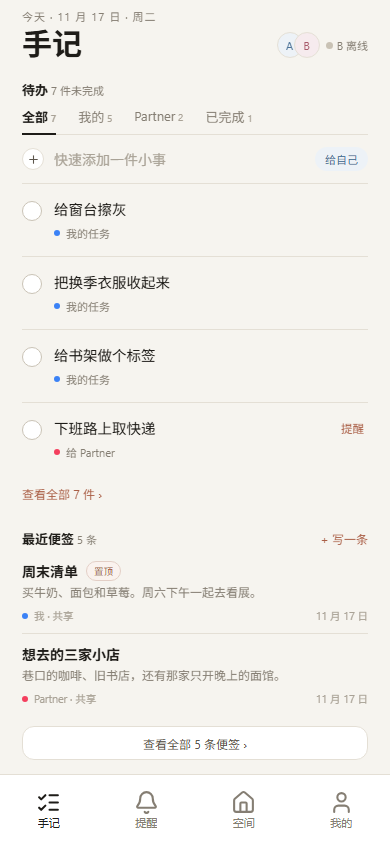 今天 · 11 月 17 日 · 周二
手记
A B B 离线
待办 7 件未完成
全部 7 我的 5 Partner 2 已完成 1
+ 快速添加一件小事 给自己
给窗台擦灰
我的任务
把换季衣服收起来
我的任务
给书架做个标签
我的任务
下班路上取快递 提醒
给 Partner
查看全部 7 件 ›
最近便签 5 条 + 写一条
周末清单 置顶
买牛奶、面包和草莓。周六下午一起去看展。
我 · 共享 11 月 17 日
想去的三家小店
巷口的咖啡、旧书店，还有那家只开晚上的面馆。
Partner · 共享 11 月 17 日
查看全部 5 条便签 ›
手记 提醒 空间 我的